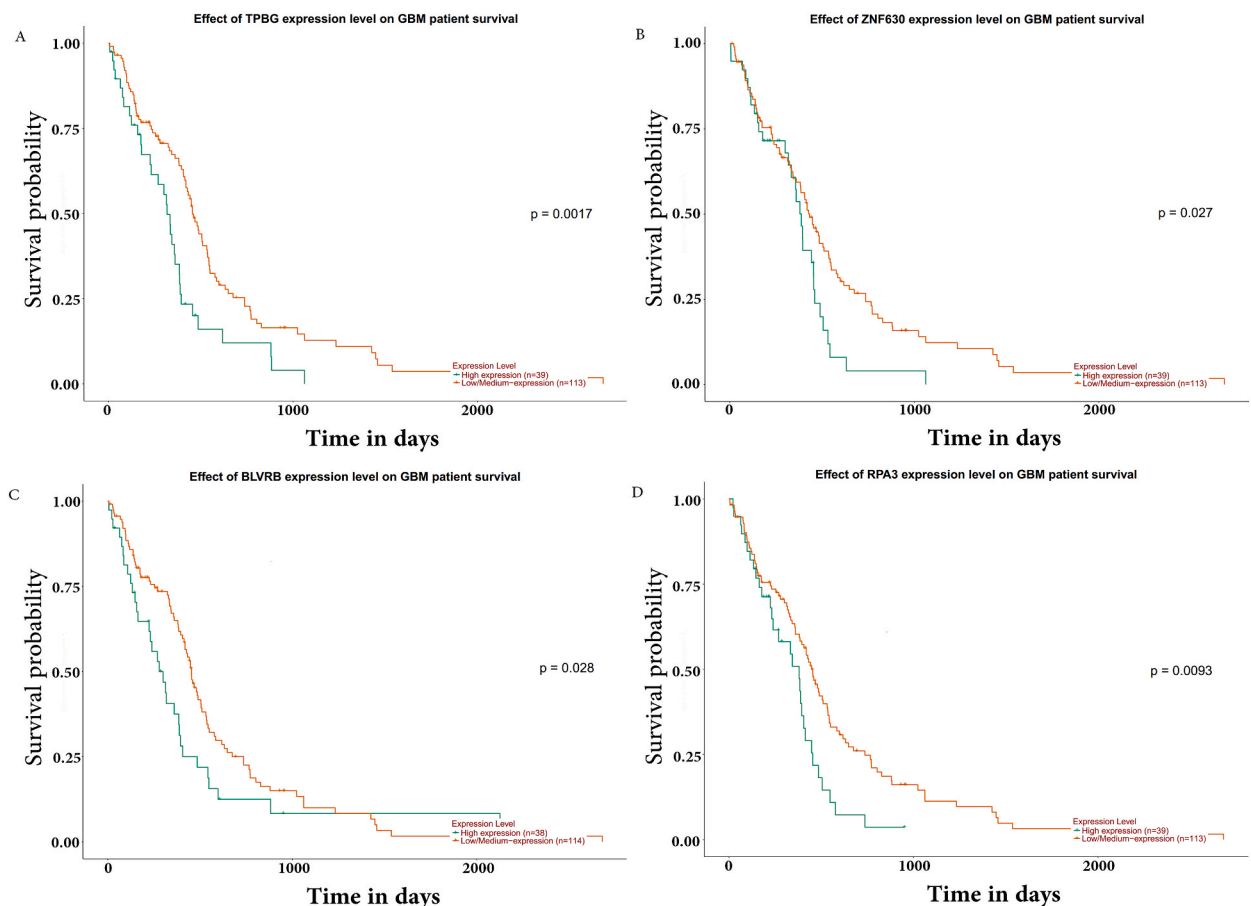 Effect of TPBG expression level on GBM patient survival
A
1.00
0.75
0.50
0.25
0.00
Survival probability
p = 0.0017
Expression Level
High expression (n=39)
Low/Medium-expression (n=113)
0 1000 2000
Time in days
Effect of ZNF630 expression level on GBM patient survival
B
1.00
0.75
0.50
0.25
0.00
Survival probability
p = 0.027
Expression Level
High expression (n=39)
Low/Medium-expression (n=113)
0 1000 2000
Time in days
Effect of BLVRB expression level on GBM patient survival
C
1.00
0.75
0.50
0.25
0.00
Survival probability
p = 0.028
Expression Level
High expression (n=38)
Low/Medium-expression (n=114)
0 1000 2000
Time in days
Effect of RPA3 expression level on GBM patient survival
D
1.00
0.75
0.50
0.25
0.00
Survival probability
p = 0.0093
Expression Level
High expression (n=39)
Low/Medium-expression (n=113)
0 1000 2000
Time in days